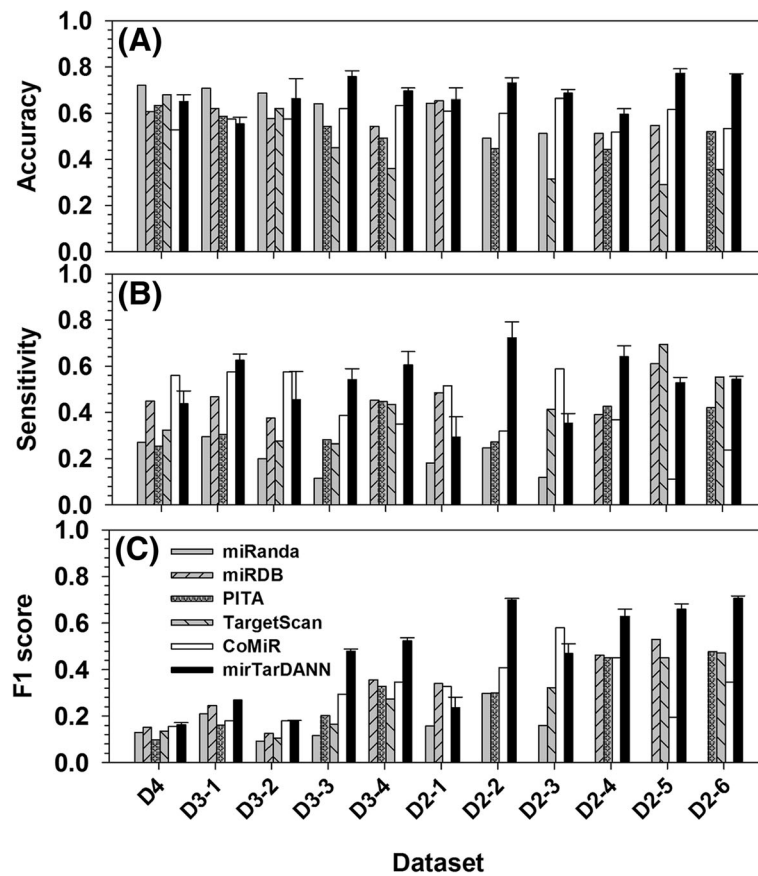 (A)
Accuracy
1.0
0.8
0.6
0.4
0.2
0.0
(B)
Sensitivity
1.0
0.8
0.6
0.4
0.2
0.0
(C)
F1 score
1.0
0.8
0.6
0.4
0.2
0.0
miRanda
miRDB
PITA
TargetScan
CoMiR
mirTarDANN
D4
D3-1
D3-2
D3-3
D3-4
D2-1
D2-2
D2-3
D2-4
D2-5
D2-6
Dataset